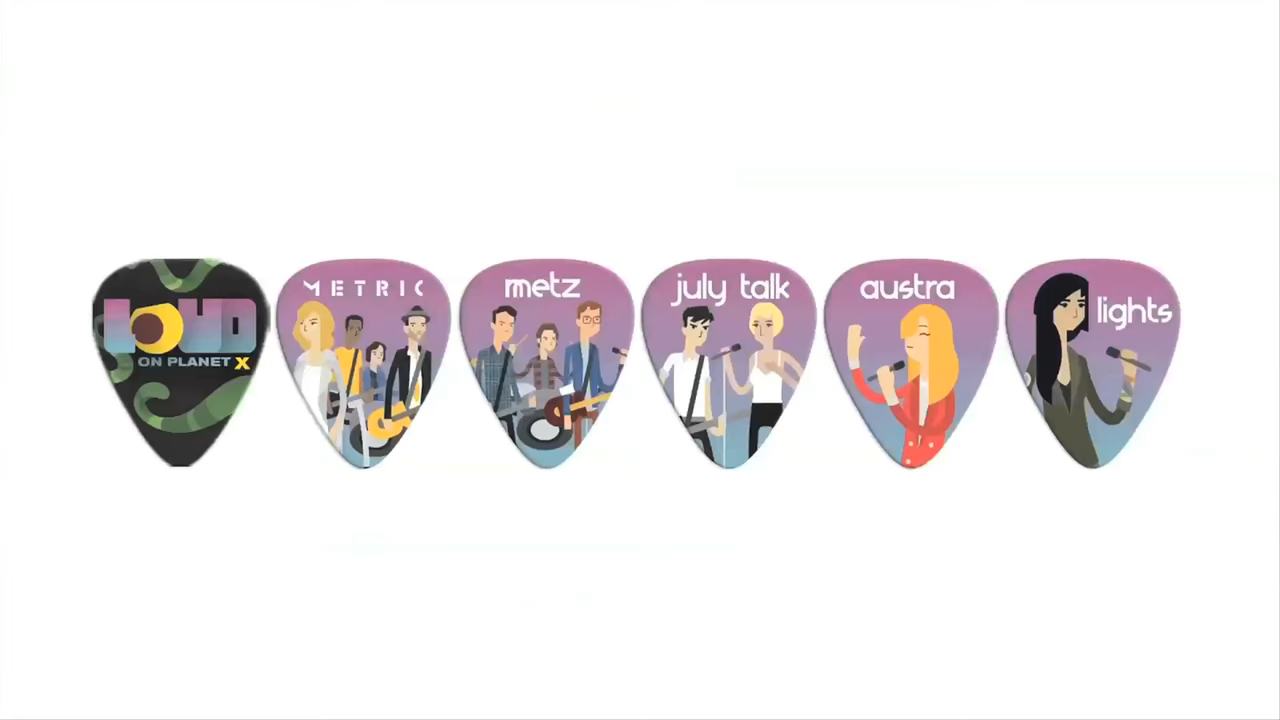 LOUD
ON PLANET X
METRIC
metz
july talk
austra
lights